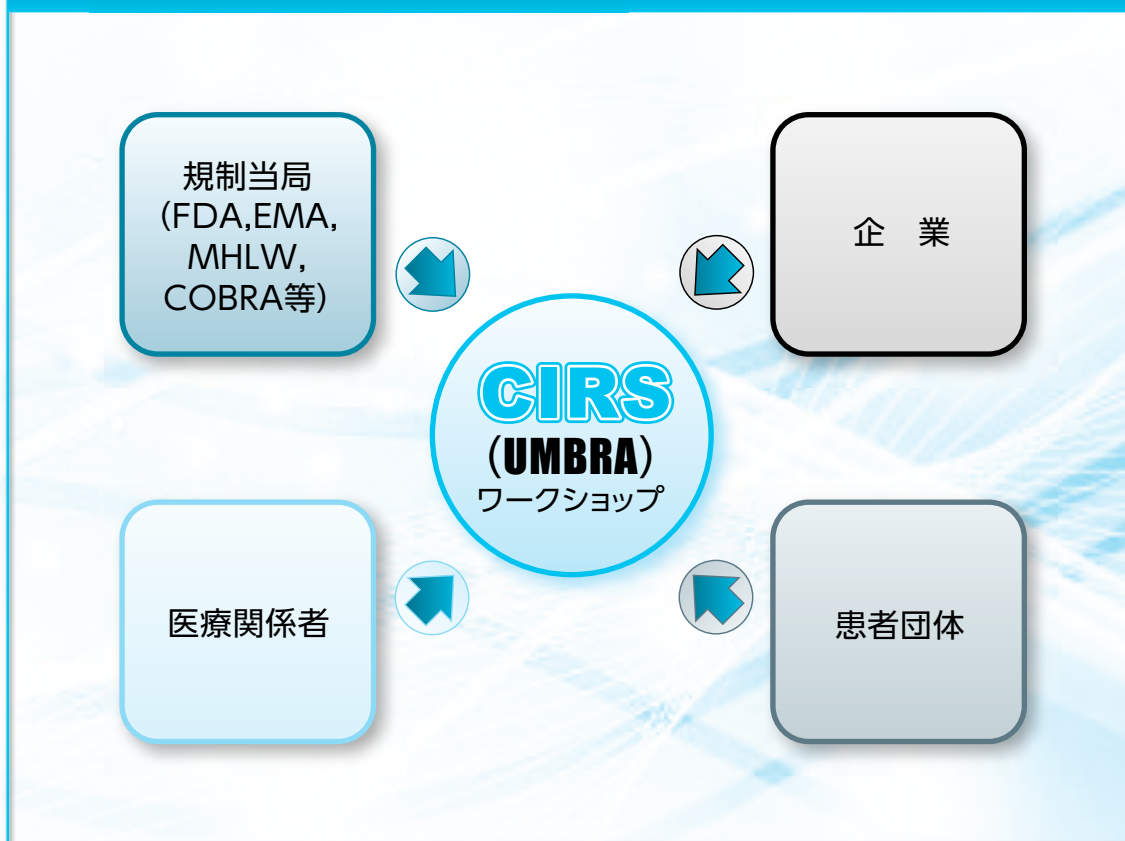 規制当局
(FDA,EMA,
MHLW,
COBRA等)
企　業
CIRS
(UMBRA)
ワークショップ
医療関係者
患者団体